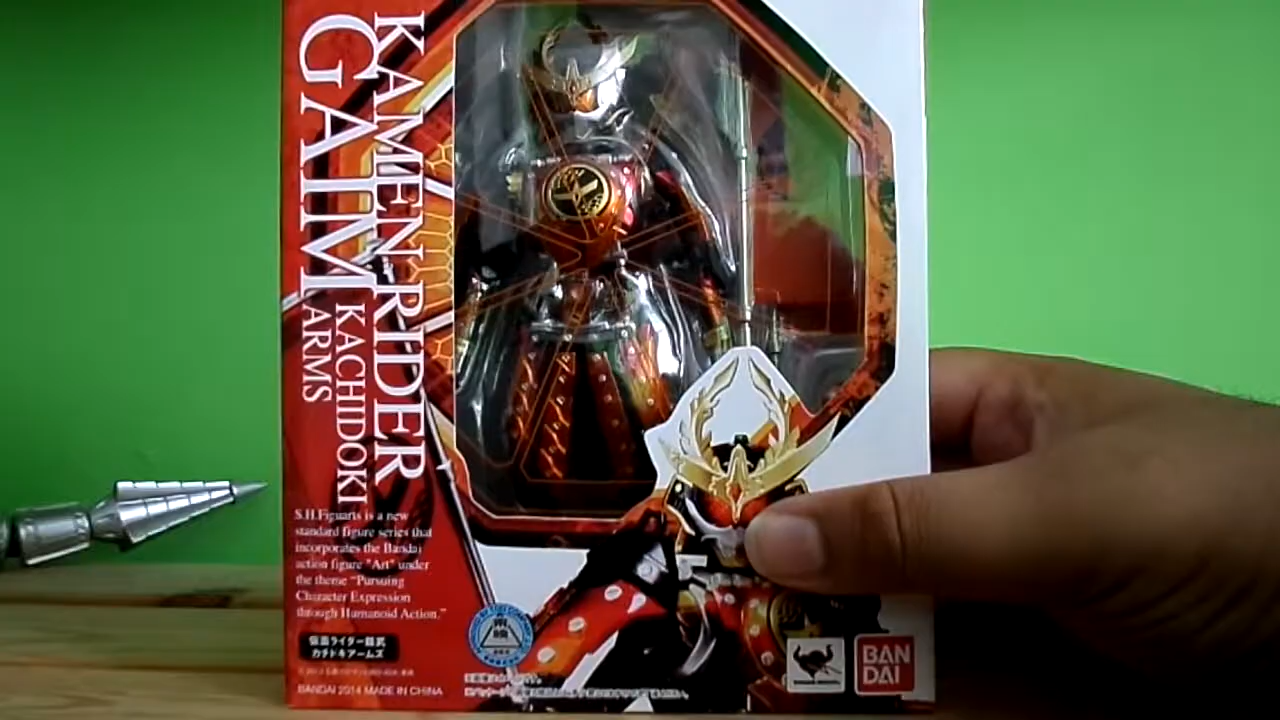 KAMEN RIDER
GAIM
KACHIDOKI
ARMS
S.H.Figuarts is a new
standard figure series that
incorporates the Bandai
action figure "Art" under
the theme "Pursuing
Character Expression
through Humanoid Action."
仮面ライダー鎧武
カチドキアームズ
BANDAI 2014 MADE IN CHINA
BAN
DAI